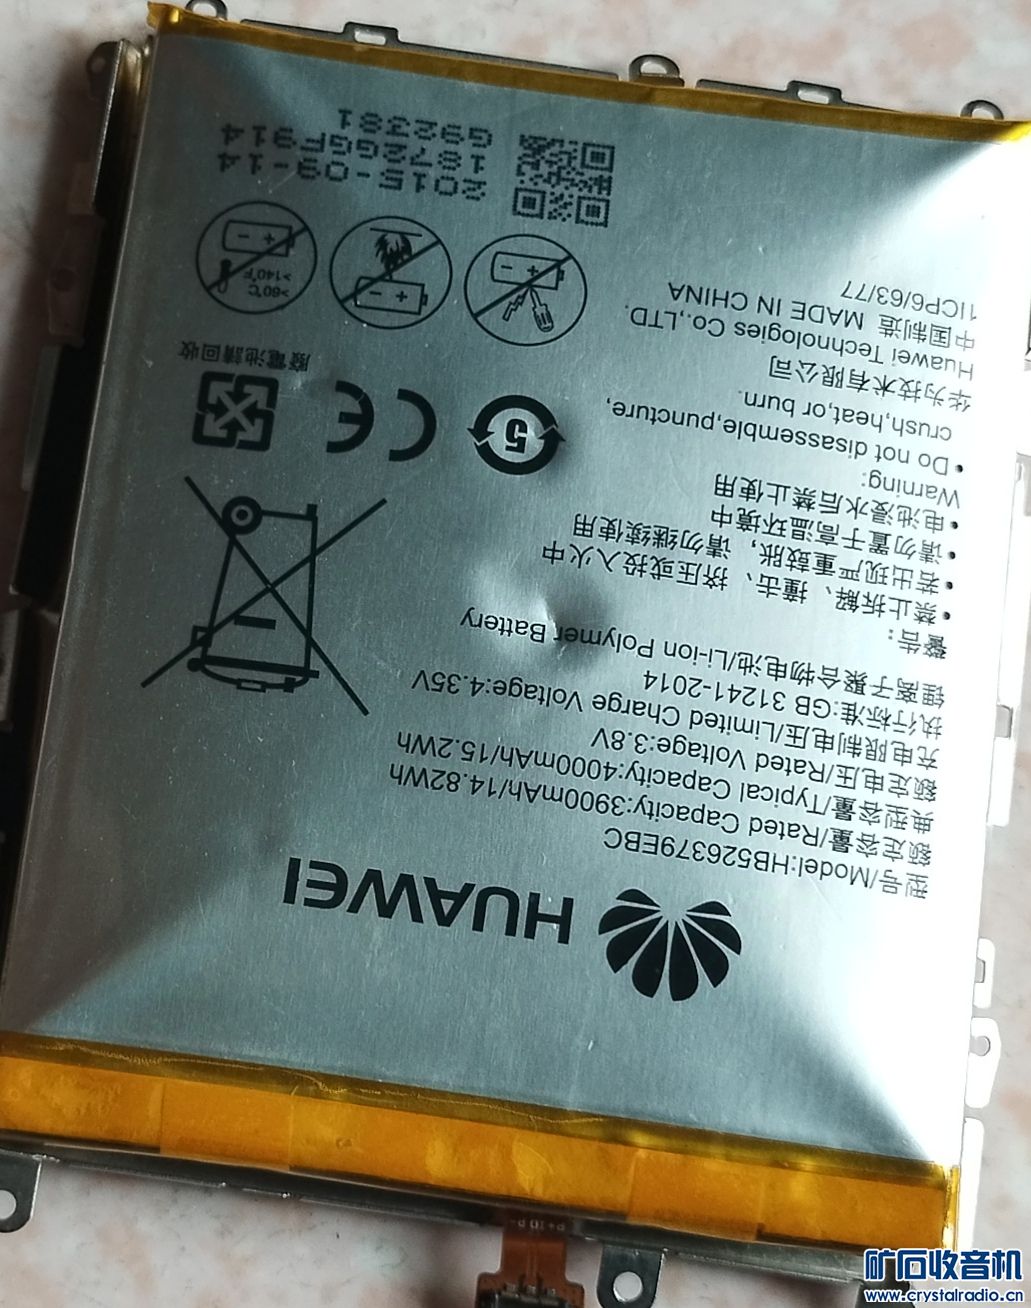 HUAWEI
型号/Model:HB526379EBC
额定容量/Rated Capacity:3900mAh/14.82Wh
典型容量/Typical Capacity:4000mAh/15.2Wh
额定电压/Rated Voltage:3.8V
充电限制电压/Limited Charge Voltage:4.35V
执行标准:GB 31241-2014
锂离子聚合物电池/Li-ion Polymer Battery
警告:
•禁止拆解、撞击、挤压或投入火中
•若出现严重鼓胀，请勿继续使用
•请勿置于高温环境中
•电池浸水后禁止使用
Warning:
•Do not disassemble,puncture,
crush,heat,or burn.
华为技术有限公司
Huawei Technologies Co.,LTD.
中国制造 MADE IN CHINA
1ICP6/63/77
5
CE
廢電池請回收
>60℃
>140℉
2015-09-14
1872GGF914
G92381
P+ID P-
矿石收音机
www.crystalradio.cn